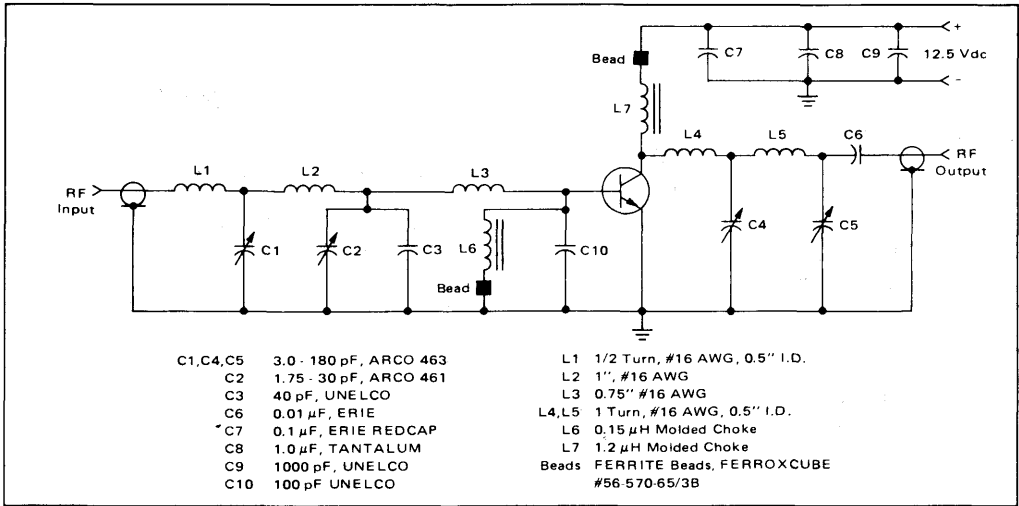 +
Bead
C7
C8
C9
12.5 Vdc
-
L7
L4
L5
C6
RF
Output
L1
L2
L3
RF
Input
C1
C2
C3
L6
C10
C4
C5
Bead
C1,C4,C5 3.0 - 180 pF, ARCO 463
C2 1.75 - 30 pF, ARCO 461
C3 40 pF, UNELCO
C6 0.01 µF, ERIE
C7 0.1 µF, ERIE REDCAP
C8 1.0 µF, TANTALUM
C9 1000 pF, UNELCO
C10 100 pF UNELCO
L1 1/2 Turn, #16 AWG, 0.5" I.D.
L2 1", #16 AWG
L3 0.75" #16 AWG
L4,L5 1 Turn, #16 AWG, 0.5" I.D.
L6 0.15 µH Molded Choke
L7 1.2 µH Molded Choke
Beads FERRITE Beads, FERROXCUBE
#56-570-65/3B